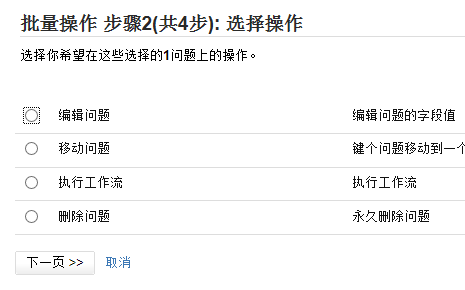 批量操作 步骤2(共4步): 选择操作
选择你希望在这些选择的1问题上的操作。
编辑问题 编辑问题的字段值
移动问题 键个问题移动到一个
执行工作流 执行工作流
删除问题 永久删除问题
下一页 >> 取消